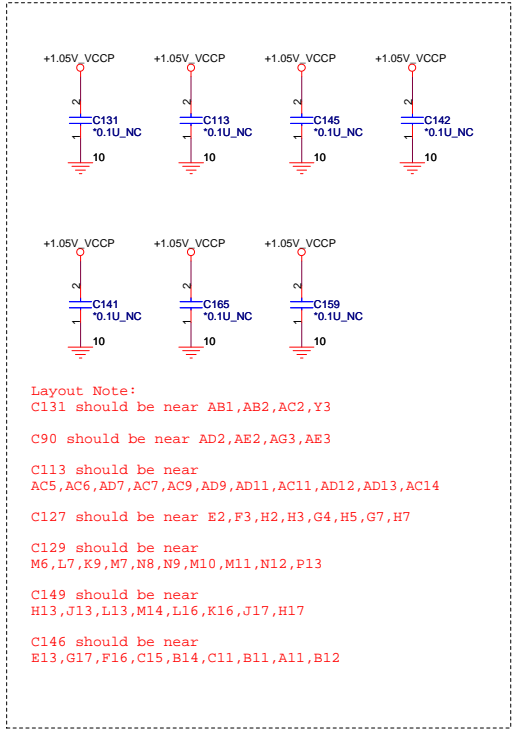 +1.05V_VCCP +1.05V_VCCP +1.05V_VCCP +1.05V_VCCP
2 2 2 2
C131 C113 C145 C142
*0.1U_NC *0.1U_NC *0.1U_NC *0.1U_NC
1 1 1 1
10 10 10 10
+1.05V_VCCP +1.05V_VCCP +1.05V_VCCP
2 2 2
C141 C165 C159
*0.1U_NC *0.1U_NC *0.1U_NC
1 1 1
10 10 10
Layout Note:
C131 should be near AB1,AB2,AC2,Y3
C90 should be near AD2,AE2,AG3,AE3
C113 should be near
AC5,AC6,AD7,AC7,AC9,AD9,AD11,AC11,AD12,AD13,AC14
C127 should be near E2,F3,H2,H3,G4,H5,G7,H7
C129 should be near
M6,L7,K9,M7,N8,N9,M10,M11,N12,P13
C149 should be near
H13,J13,L13,M14,L16,K16,J17,H17
C146 should be near
E13,G17,F16,C15,B14,C11,B11,A11,B12